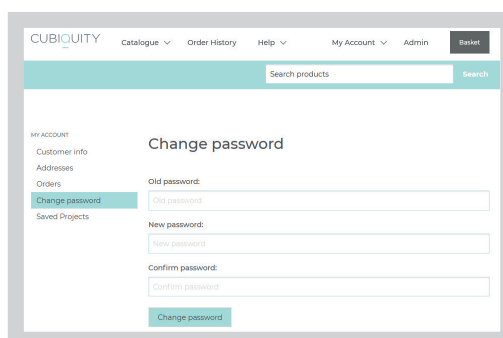 CUBIQUITY
Catalogue Order History Help My Account Admin Basket
Search products Search
MY ACCOUNT
Customer info
Addresses
Orders
Change password
Saved Projects
Change password
Old password:
Old password
New password:
New password
Confirm password:
Confirm password
Change password